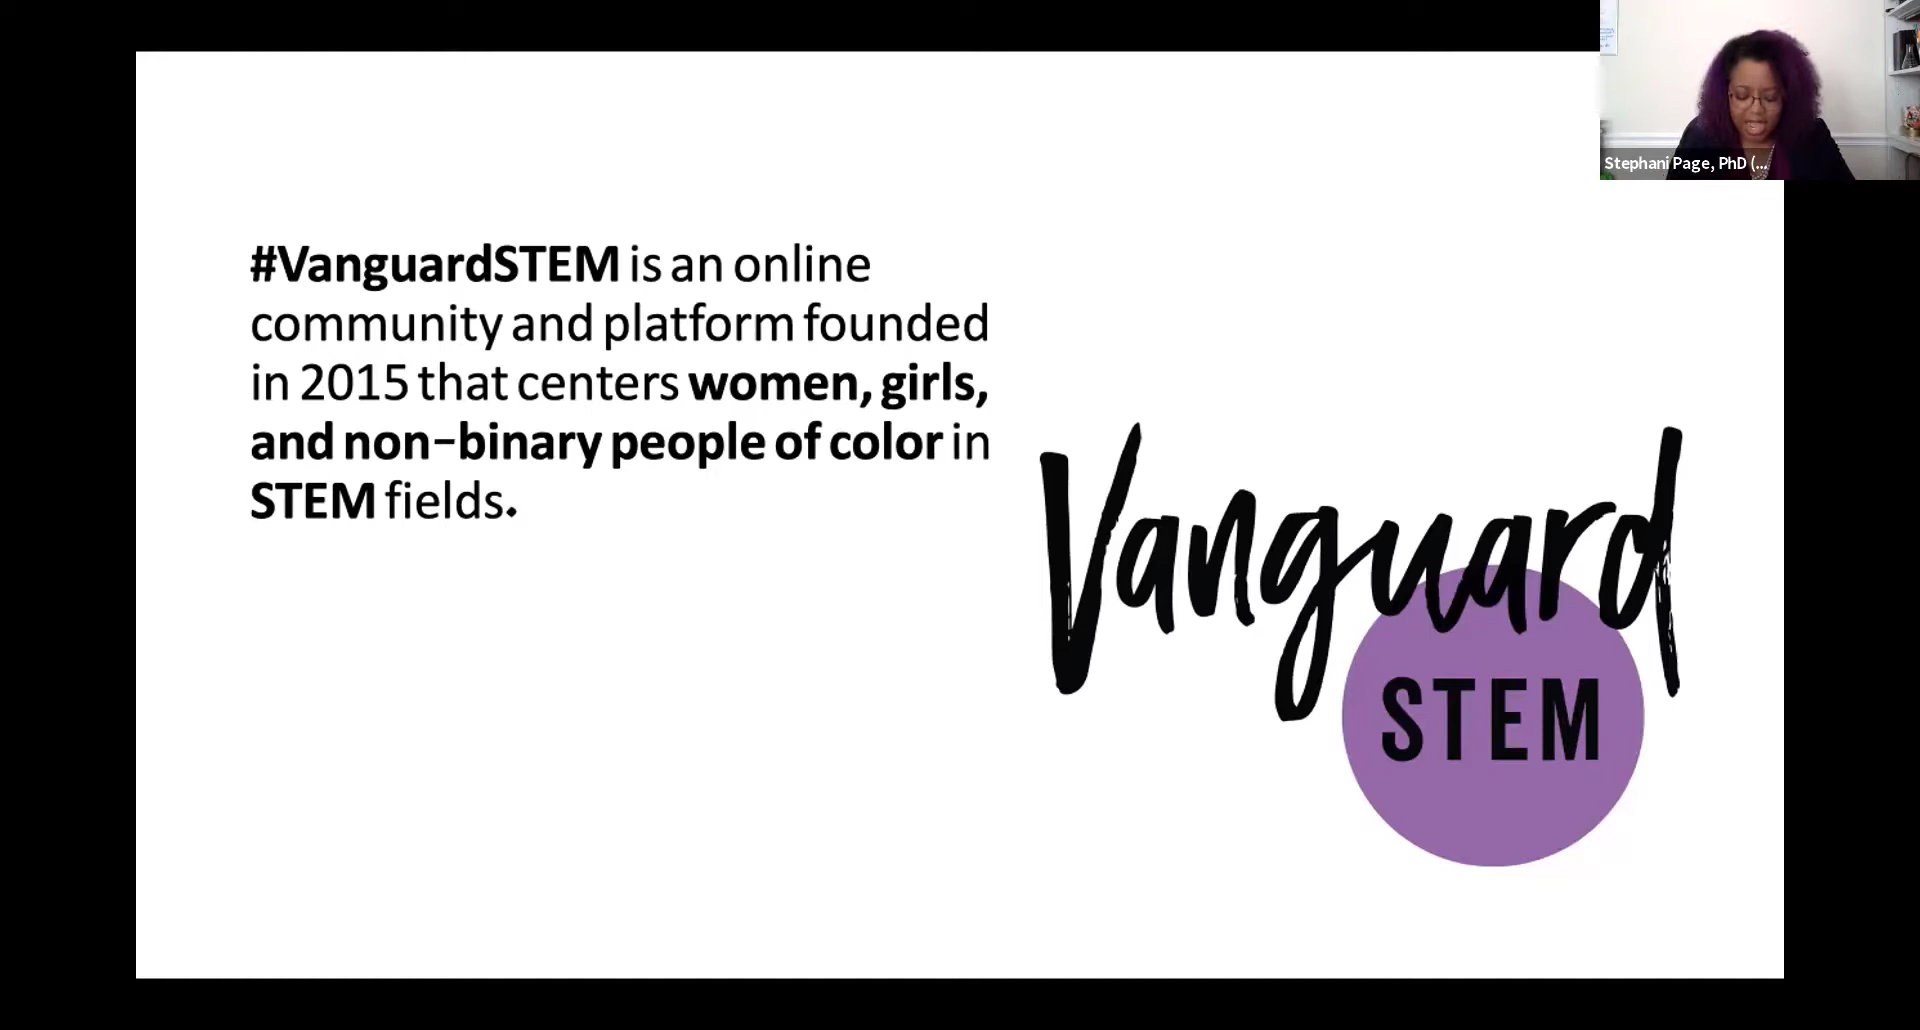 #VanguardSTEM is an online
community and platform founded
in 2015 that centers women, girls,
and non-binary people of color in
STEM fields.
Vanguard
STEM
Stephani Page, PhD (...